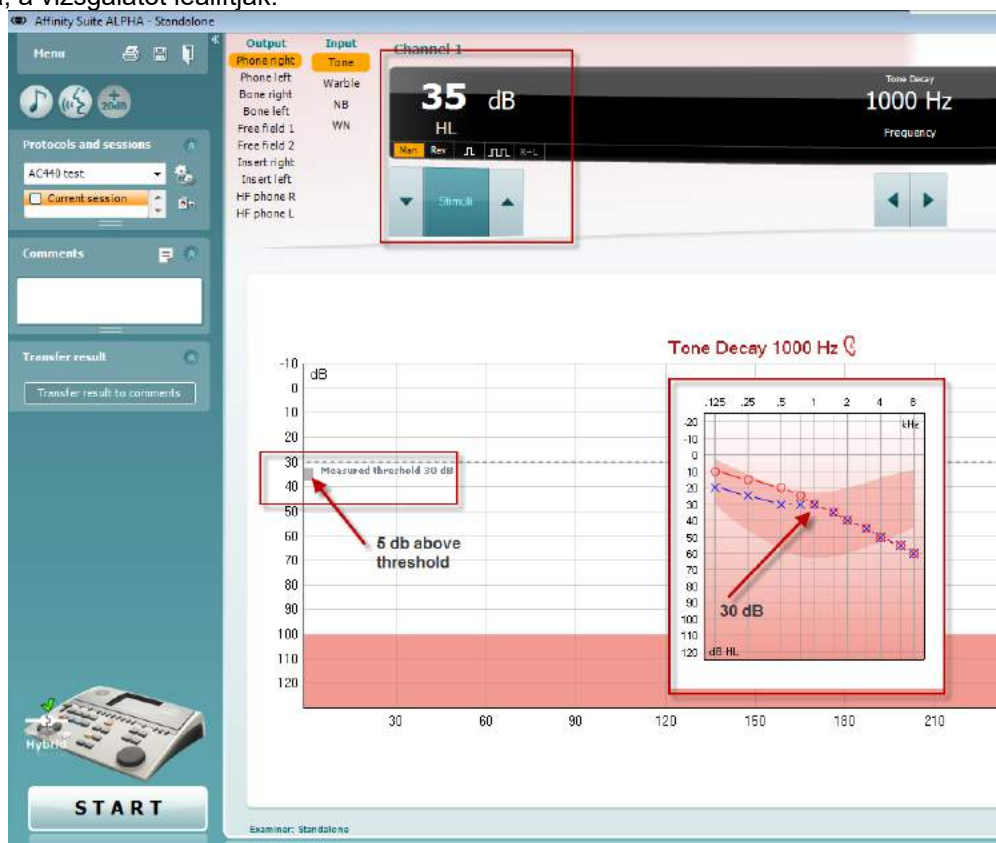 a vizsgálatot leállítják.
Affinity Suite ALPHA - Standalone
Menu
20dB
Protocols and sessions
AC440 test
Current session
Comments
Transfer result
Transfer result to comments
Hybrid
START
Output
Phone right
Phone left
Bone right
Bone left
Free field 1
Free field 2
Insert right
Insert left
HF phone R
HF phone L
Input
Tone
Warble
NB
WN
Channel 1
35 dB
HL
Man Rev R+L
Stimuli
Tone Decay
1000 Hz
Frequency
Tone Decay 1000 Hz
dB
-10
0
10
20
30
40
50
60
70
80
90
100
110
120
Measured threshold 30 dB
5 db above
threshold
30 60 90 120 150 180 210
.125 .25 .5 1 2 4 8
kHz
-20
-10
0
10
20
30
40
50
60
70
80
90
100
110
120
dB HL
30 dB
Examiner: Standalone